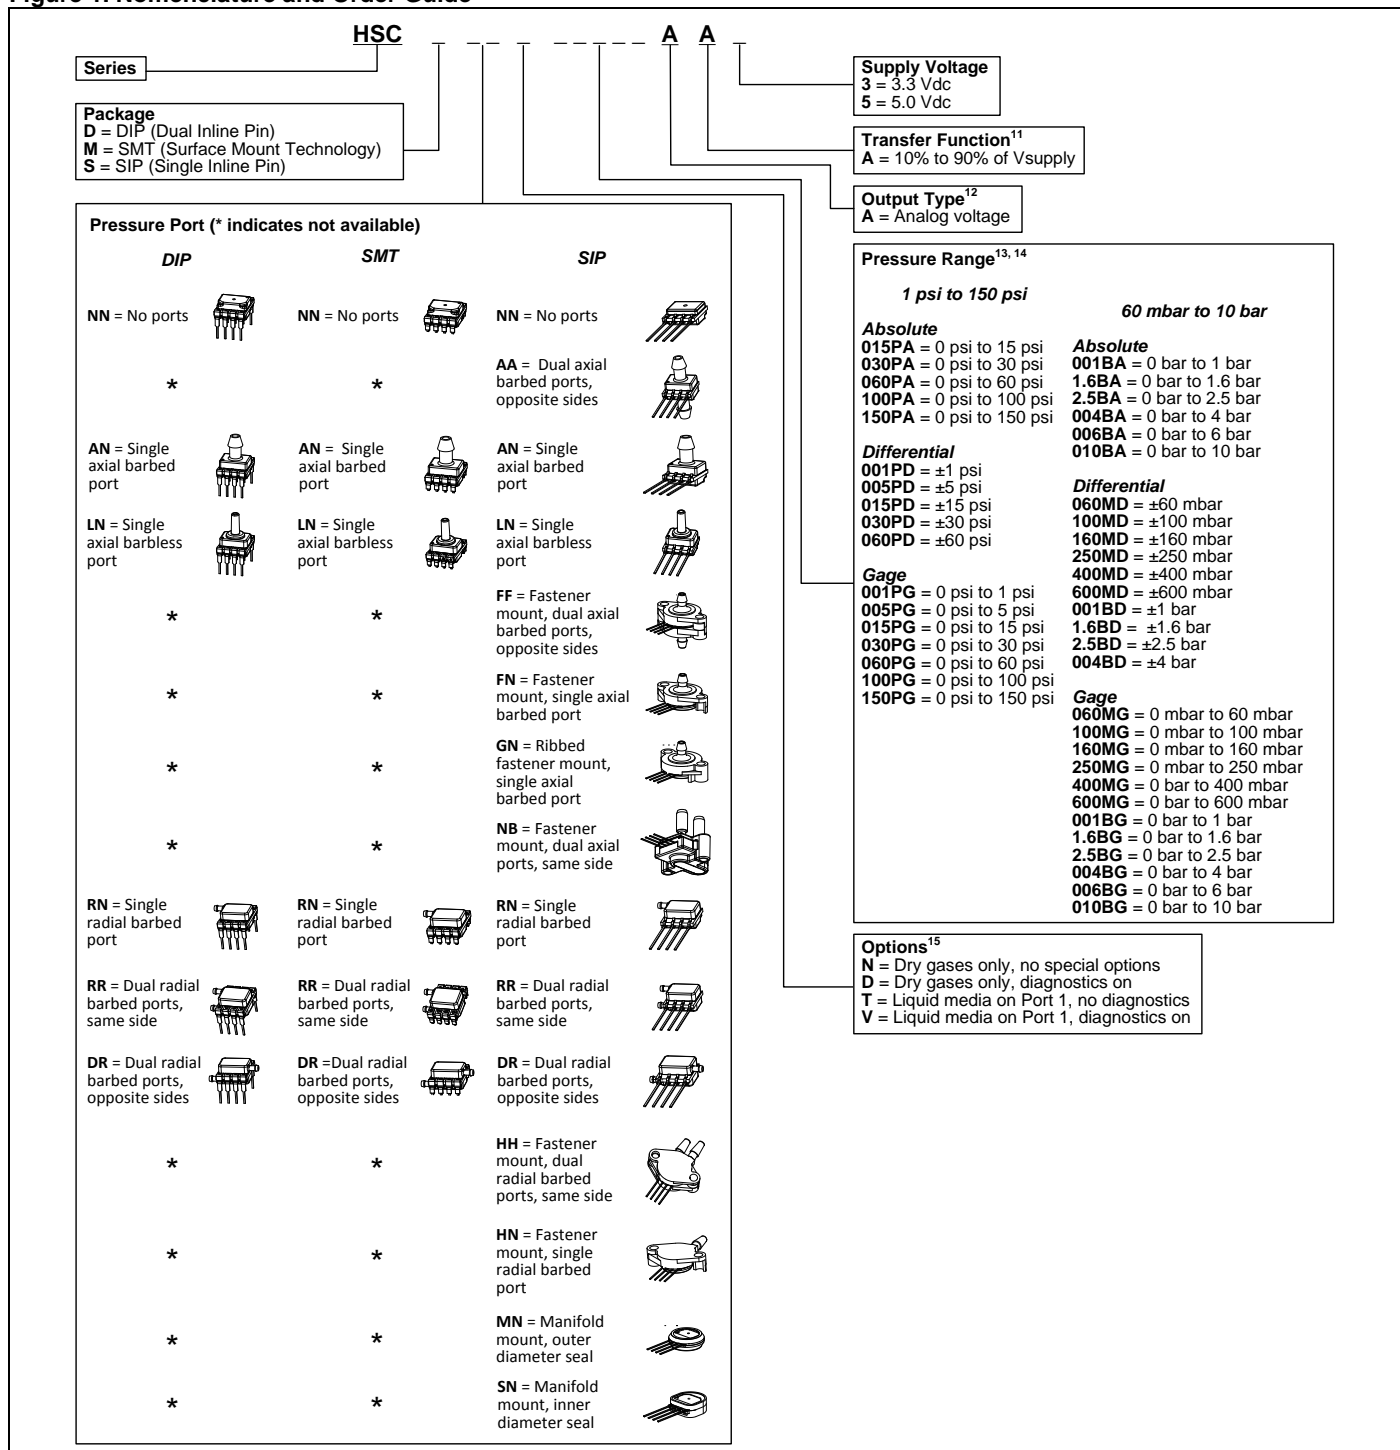 HSC _ _ _ _ _ _ _ _ A A _
Series
Package
D = DIP (Dual Inline Pin)
M = SMT (Surface Mount Technology)
S = SIP (Single Inline Pin)
Supply Voltage
3 = 3.3 Vdc
5 = 5.0 Vdc
Transfer Function11
A = 10% to 90% of Vsupply
Output Type12
A = Analog voltage
Pressure Port (* indicates not available)
DIP SMT SIP
NN = No ports NN = No ports NN = No ports
* * AA = Dual axial
barbed ports,
opposite sides
AN = Single
axial barbed
port
AN = Single
axial barbed
port
AN = Single
axial barbed
port
LN = Single
axial barbless
port
LN = Single
axial barbless
port
LN = Single
axial barbless
port
* * FF = Fastener
mount, dual axial
barbed ports,
opposite sides
* * FN = Fastener
mount, single axial
barbed port
* * GN = Ribbed
fastener mount,
single axial
barbed port
* * NB = Fastener
mount, dual axial
ports, same side
RN = Single
radial barbed
port
RN = Single
radial barbed
port
RN = Single
radial barbed
port
RR = Dual radial
barbed ports,
same side
RR = Dual radial
barbed ports,
same side
RR = Dual radial
barbed ports,
same side
DR = Dual radial
barbed ports,
opposite sides
DR =Dual radial
barbed ports,
opposite sides
DR = Dual radial
barbed ports,
opposite sides
* * HH = Fastener
mount, dual
radial barbed
ports, same side
* * HN = Fastener
mount, single
radial barbed
port
* * MN = Manifold
mount, outer
diameter seal
* * SN = Manifold
mount, inner
diameter seal
Pressure Range13, 14
1 psi to 150 psi
Absolute
015PA = 0 psi to 15 psi
030PA = 0 psi to 30 psi
060PA = 0 psi to 60 psi
100PA = 0 psi to 100 psi
150PA = 0 psi to 150 psi
Differential
001PD = ±1 psi
005PD = ±5 psi
015PD = ±15 psi
030PD = ±30 psi
060PD = ±60 psi
Gage
001PG = 0 psi to 1 psi
005PG = 0 psi to 5 psi
015PG = 0 psi to 15 psi
030PG = 0 psi to 30 psi
060PG = 0 psi to 60 psi
100PG = 0 psi to 100 psi
150PG = 0 psi to 150 psi
60 mbar to 10 bar
Absolute
001BA = 0 bar to 1 bar
1.6BA = 0 bar to 1.6 bar
2.5BA = 0 bar to 2.5 bar
004BA = 0 bar to 4 bar
006BA = 0 bar to 6 bar
010BA = 0 bar to 10 bar
Differential
060MD = ±60 mbar
100MD = ±100 mbar
160MD = ±160 mbar
250MD = ±250 mbar
400MD = ±400 mbar
600MD = ±600 mbar
001BD = ±1 bar
1.6BD = ±1.6 bar
2.5BD = ±2.5 bar
004BD = ±4 bar
Gage
060MG = 0 mbar to 60 mbar
100MG = 0 mbar to 100 mbar
160MG = 0 mbar to 160 mbar
250MG = 0 mbar to 250 mbar
400MG = 0 bar to 400 mbar
600MG = 0 bar to 600 mbar
001BG = 0 bar to 1 bar
1.6BG = 0 bar to 1.6 bar
2.5BG = 0 bar to 2.5 bar
004BG = 0 bar to 4 bar
006BG = 0 bar to 6 bar
010BG = 0 bar to 10 bar
Options15
N = Dry gases only, no special options
D = Dry gases only, diagnostics on
T = Liquid media on Port 1, no diagnostics
V = Liquid media on Port 1, diagnostics on